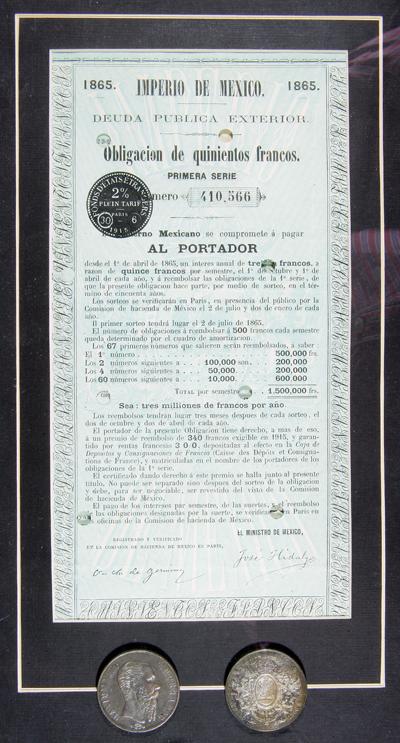 1865. IMPERIO DE MEXICO. 1865.
DEUDA PUBLICA EXTERIOR.
Obligacion de quinientos francos.
PRIMERA SERIE
410,566
FONDS D'ETATS ETRANGERS
2%
PLEIN TARIF
PARIS
30 6
1915
Mexicano se compromete á pagar
AL PORTADOR
desde el 1º de abril de 1865, un interes anual de francos, a
razon de quince francos por semestre, el 1º de octubre y 1º de
abril de cada año, y á reembolsar las obligaciones de la 1ª serie, de
que la presente obligacion hace parte, por medio de sorteo, en el tér-
mino de cincuenta años.
Los sorteos se verificarán en Paris, en presencia del público por la
Comision de hacienda de México el 2 de julio y dos de enero de cada
año.
Il primer sorteo tendrá lugar el 2 de julio de 1865.
El número de obligaciones á reembolsar á 500 francos cada semestre
queda determinado por el cuadro de amortizacion.
Los 67 primeros números que salieren serán reembolsados, a saber:
El 1er número 500,000 frs.
Los 2 números siguientes a 100,000 son 200,000
Los 4 números siguientes á 50,000. 200,000
Los 60 números siguientes á 10,000. 600,000
TOTAL por semestre 1.500,000 frs.
Sea: tres millones de francos por año.
Los reembolsos tendran lugar tres meses despues de cada sorteo, el
dos de octubre y dos de abril de cada año.
El portador de la presente Obligacion tiene derecho, a mas de eso,
á un premio de reembolso de 340 francos exigible en 1915, y garan-
tido por rentas francesas 3 0/0, depositadas al efecto en la Caja de
Depositos y Consignaciones de Francia (Caisse des Dépôts et Consigna-
tions de France), y matriculadas en el nombre de los portadores de los
obligaciones de la 1ª serie.
El certificado dando derecho á este premio se halla junto al presente
titulo. No puede ser separado sino despues del sorteo de la obligacion
y debe, para ser negociable, ser revestido del visto de la Comision
de hacienda de México.
El pago de los intereses par semestre, de las suertes, el reembolso
las obligaciones designadas por la suerte, se en Paris en
oficinas de la Comision de hacienda de México.
EL MINISTRO DE MEXICO,
REGISTRADO Y VERIFICADO
EN LA COMISION DE HACIENDA DE MEXICO EN PARIS,
José Hidalgo